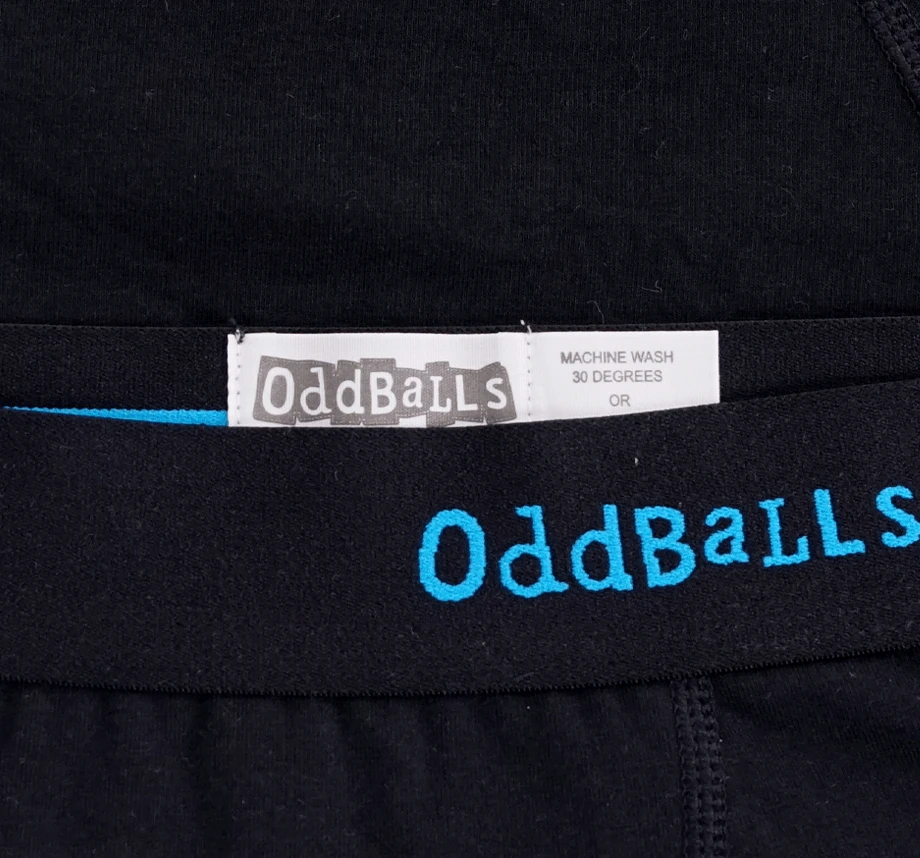 OddBaLLs
MACHINE WASH
30 DEGREES
OR
OddBaLLs